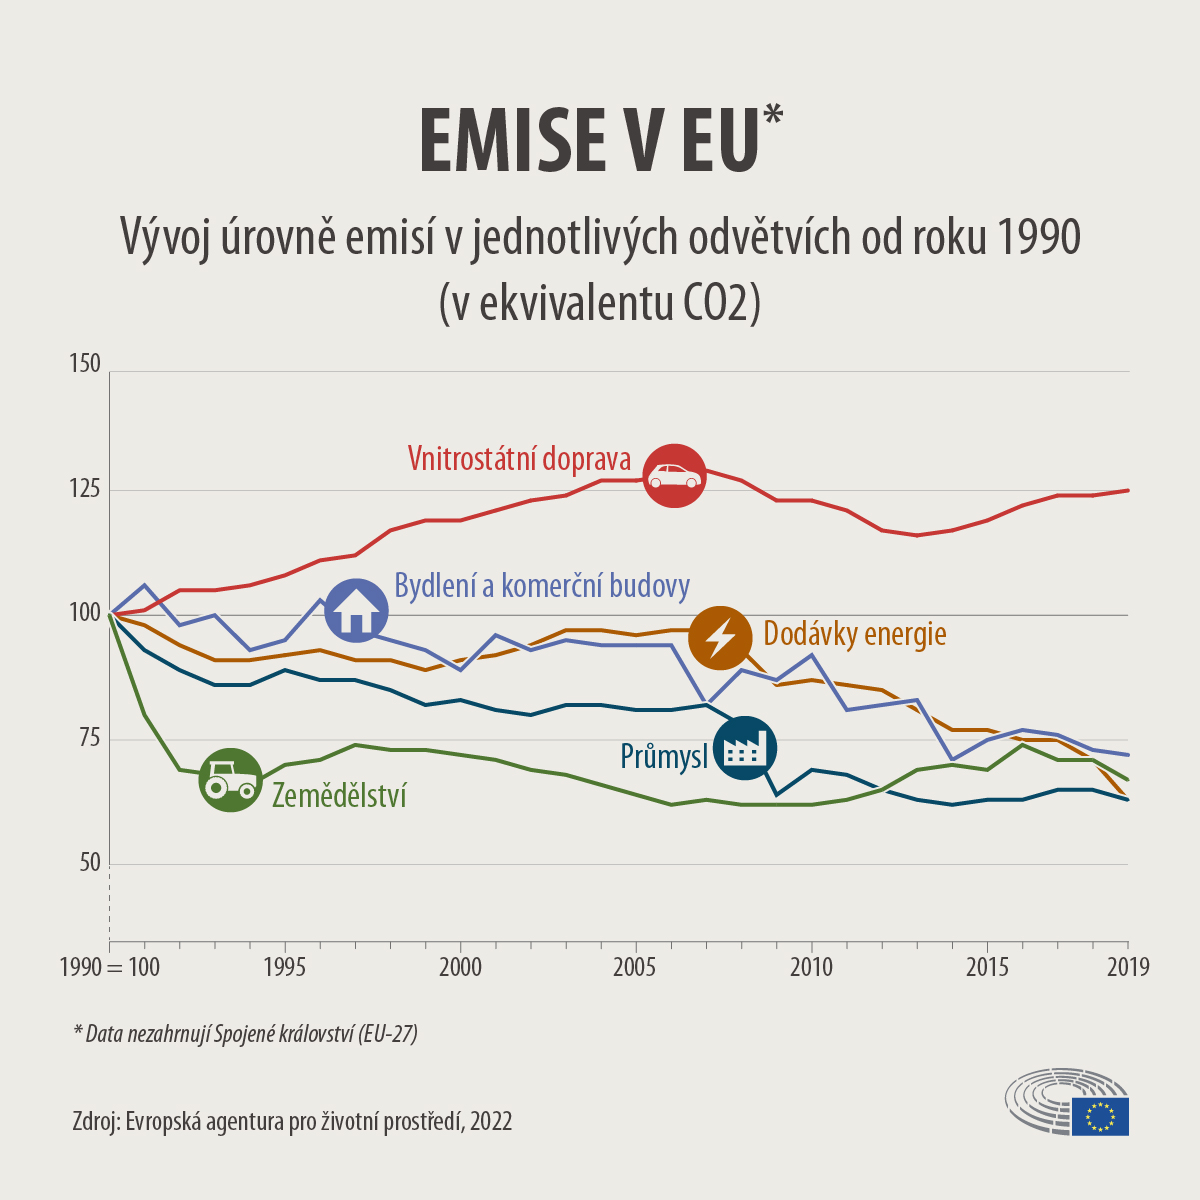 EMISE V EU*
Vývoj úrovně emisí v jednotlivých odvětvích od roku 1990
(v ekvivalentu CO2)
150
Vnitrostátní doprava
125
Bydlení a komerční budovy
100
Dodávky energie
75
Průmysl
Zemědělství
50
1990 = 100 1995 2000 2005 2010 2015 2019
* Data nezahrnují Spojené království (EU-27)
Zdroj: Evropská agentura pro životní prostředí, 2022